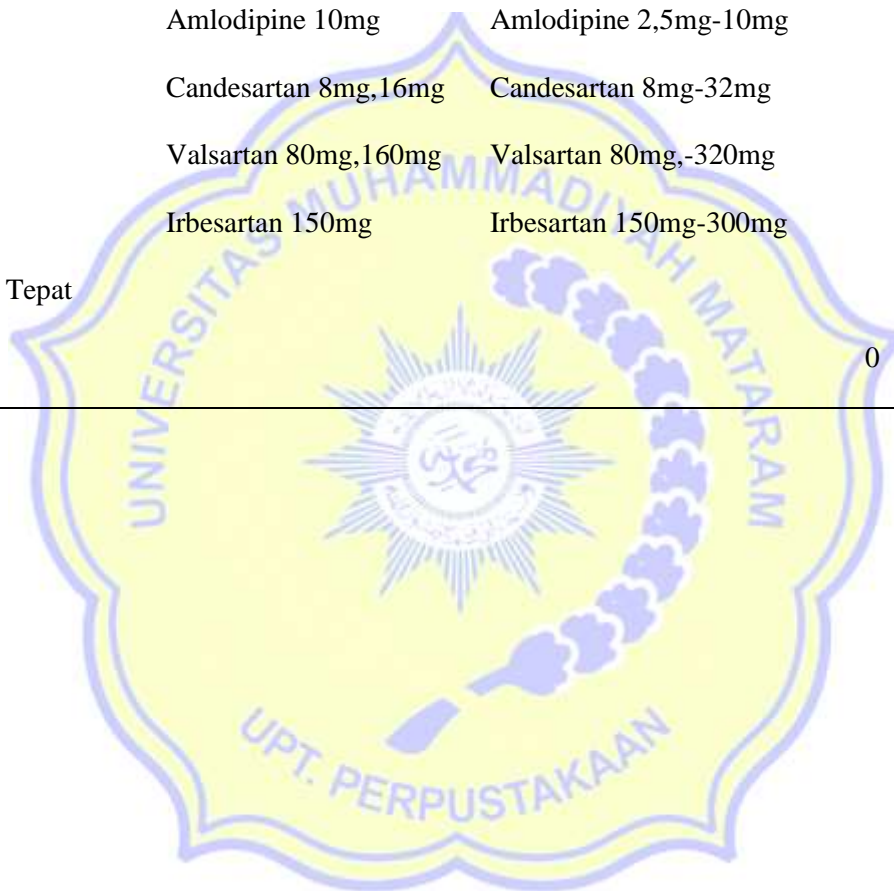 Amlodipine 10mg Amlodipine 2,5mg-10mg
Candesartan 8mg,16mg Candesartan 8mg-32mg
Valsartan 80mg,160mg Valsartan 80mg,-320mg
Irbesartan 150mg Irbesartan 150mg-300mg
Tepat
0
UNIVERSITAS MUHAMMADIYAH MATARAM
UPT. PERPUSTAKAAN